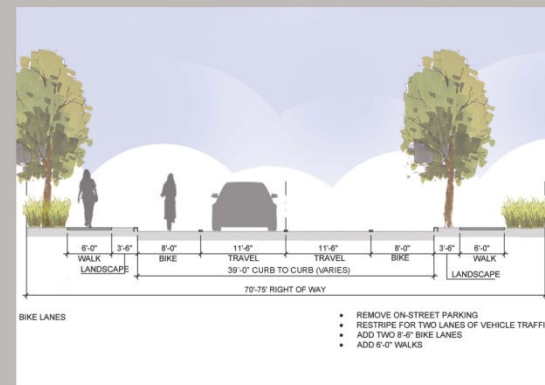 6'-0" 3'-6" 8'-0" 11'-6" 11'-6" 8'-0" 3'-6" 6'-0"
WALK BIKE TRAVEL TRAVEL BIKE WALK
LANDSCAPE 39'-0" CURB TO CURB (VARIES) LANDSCAPE
70'-75' RIGHT OF WAY
BIKE LANES
• REMOVE ON-STREET PARKING
• RESTRIPE FOR TWO LANES OF VEHICLE TRAFFI
• ADD TWO 8'-6" BIKE LANES
• ADD 6'-0" WALKS